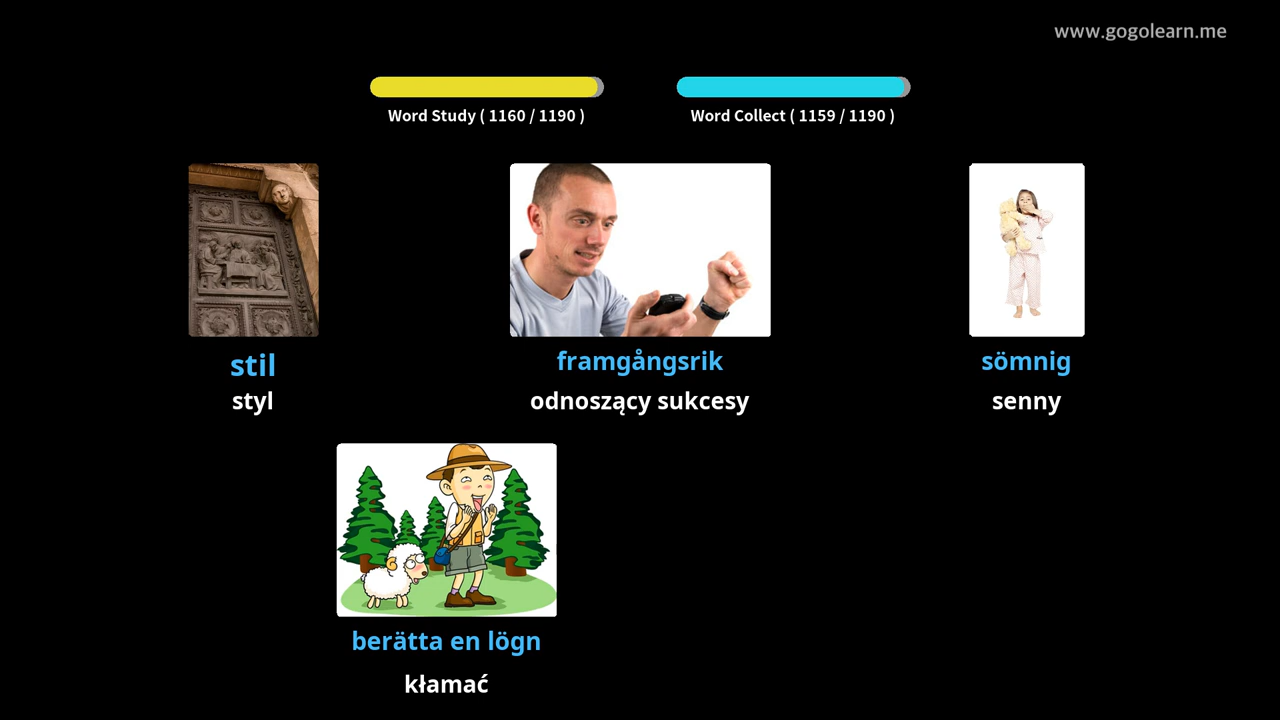 www.gogolearn.me
Word Study ( 1160 / 1190 )
Word Collect ( 1159 / 1190 )
stil
styl
framgångsrik
odnoszący sukcesy
sömnig
senny
berätta en lögn
kłamać